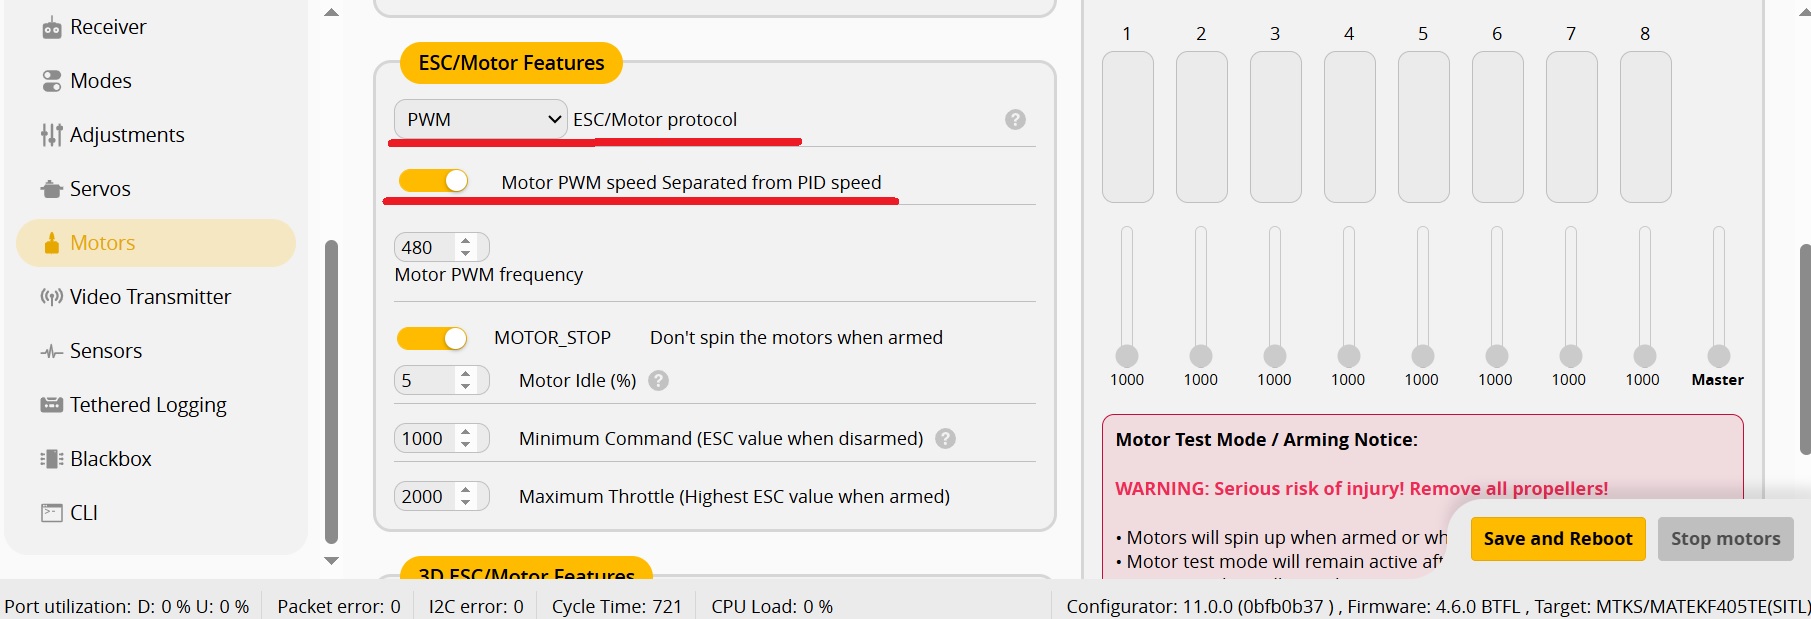 Receiver
Modes
Adjustments
Servos
Motors
Video Transmitter
Sensors
Tethered Logging
Blackbox
CLI
ESC/Motor Features
PWM ESC/Motor protocol ?
Motor PWM speed Separated from PID speed
480
Motor PWM frequency
MOTOR_STOP Don't spin the motors when armed
5 Motor Idle (%) ?
1000 Minimum Command (ESC value when disarmed) ?
2000 Maximum Throttle (Highest ESC value when armed)
3D ESC/Motor Features
1 2 3 4 5 6 7 8
1000 1000 1000 1000 1000 1000 1000 1000 Master
Motor Test Mode / Arming Notice:
WARNING: Serious risk of injury! Remove all propellers!
• Motors will spin up when armed or wh
• Motor test mode will remain active aft
Save and Reboot Stop motors
Port utilization: D: 0 % U: 0 % Packet error: 0 I2C error: 0 Cycle Time: 721 CPU Load: 0 % Configurator: 11.0.0 (0bfb0b37 ) , Firmware: 4.6.0 BTFL , Target: MTKS/MATEKF405TE(SITL)